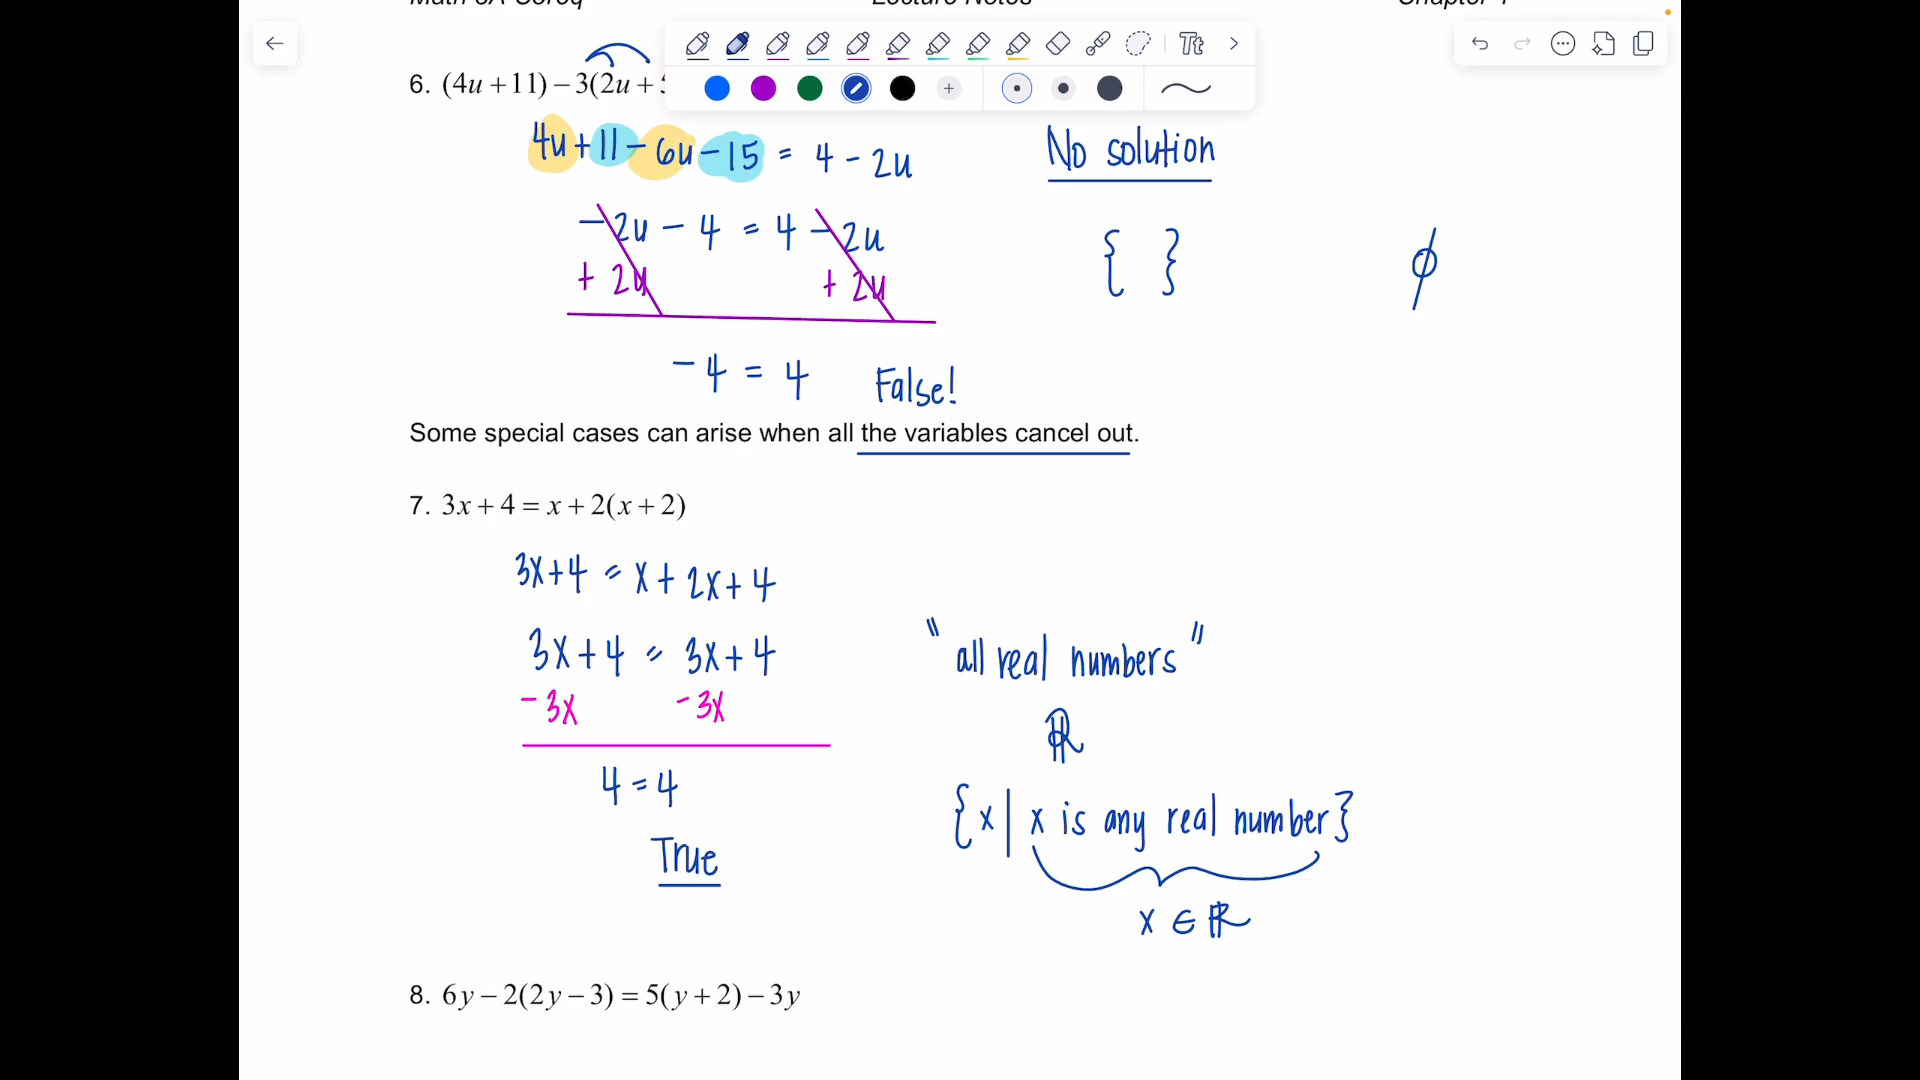 Lecture Notes
Tt
6. (4u + 11) − 3(2u +
4u + 11 − 6u − 15 = 4 − 2u
No solution
−2u − 4 = 4 − 2u
{ } ∅
+ 2u + 2u
−4 = 4 False!
Some special cases can arise when all the variables cancel out.
7. 3x + 4 = x + 2(x + 2)
3x + 4 = x + 2x + 4
3x + 4 = 3x + 4
"all real numbers"
−3x −3x
ℝ
4 = 4
{x | x is any real number}
True
x ∈ ℝ
8. 6y − 2(2y − 3) = 5(y + 2) − 3y